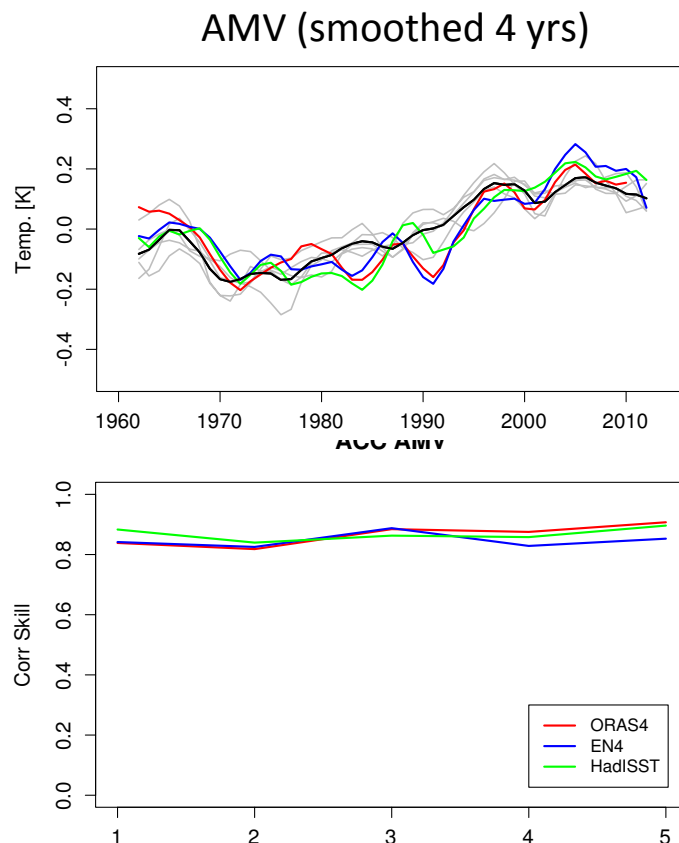 AMV (smoothed 4 yrs)
0.4
0.2
0.0
-0.2
-0.4
Temp. [K]
1960 1970 1980 1990 2000 2010
ACC AMV
1.0
0.8
0.6
0.4
0.2
0.0
Corr Skill
ORAS4
EN4
HadISST
1 2 3 4 5